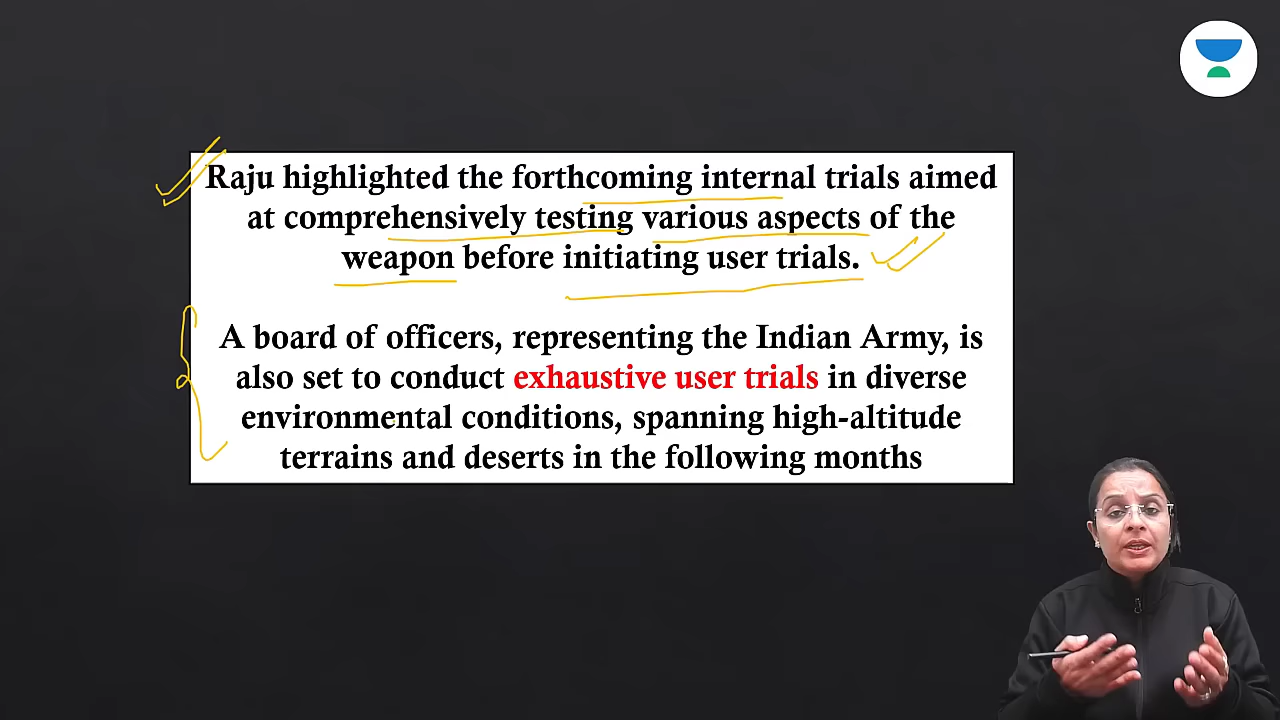 Raju highlighted the forthcoming internal trials aimed
at comprehensively testing various aspects of the
weapon before initiating user trials.
A board of officers, representing the Indian Army, is
also set to conduct exhaustive user trials in diverse
environmental conditions, spanning high-altitude
terrains and deserts in the following months